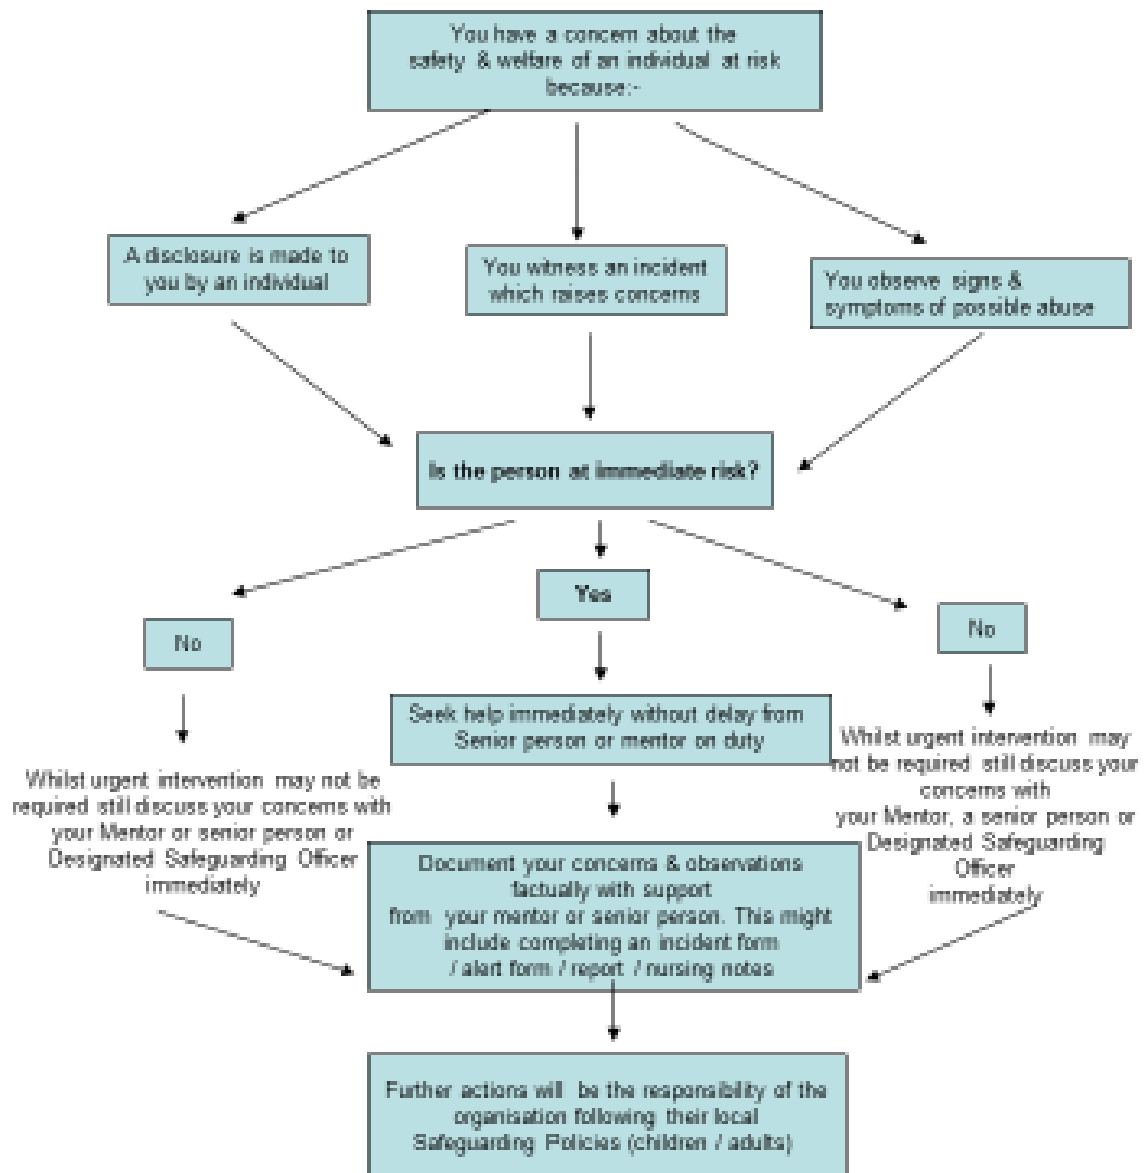 You have a concern about the
safety & welfare of an individual at risk
because:-
A disclosure is made to
you by an individual
You witness an incident
which raises concerns
You observe signs &
symptoms of possible abuse
Is the person at immediate risk?
No
Yes
No
Seek help immediately without delay from
Senior person or mentor on duty
Whilst urgent intervention may not be
required still discuss your concerns with
your Mentor or senior person or
Designated Safeguarding Officer
immediately
Whilst urgent intervention may
not be required still discuss your
concerns with
your Mentor, a senior person or
Designated Safeguarding
Officer
immediately
Document your concerns & observations
factually with support
from your mentor or senior person. This might
include completing an incident form
/ alert form / report / nursing notes
Further actions will be the responsibility of the
organisation following their local
Safeguarding Policies (children / adults)